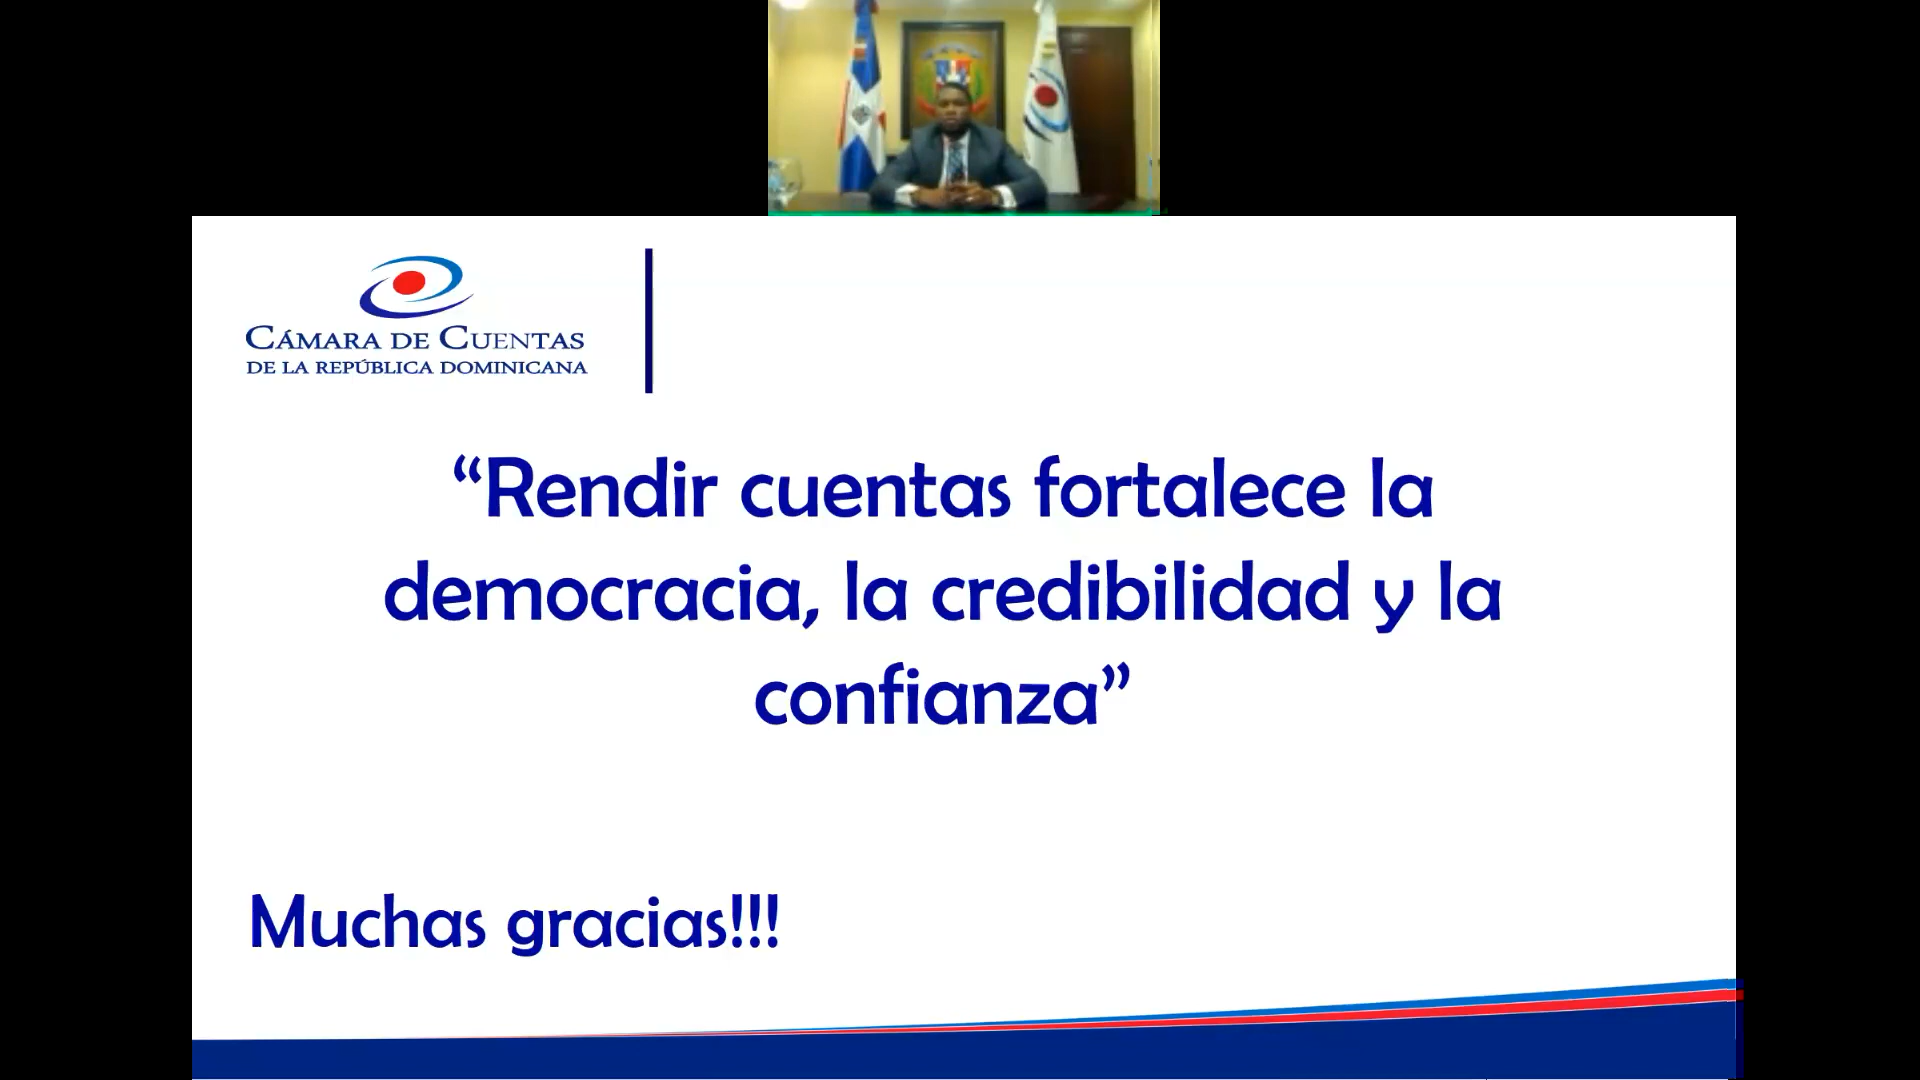 CÁMARA DE CUENTAS
DE LA REPÚBLICA DOMINICANA
“Rendir cuentas fortalece la
democracia, la credibilidad y la
confianza”
Muchas gracias!!!